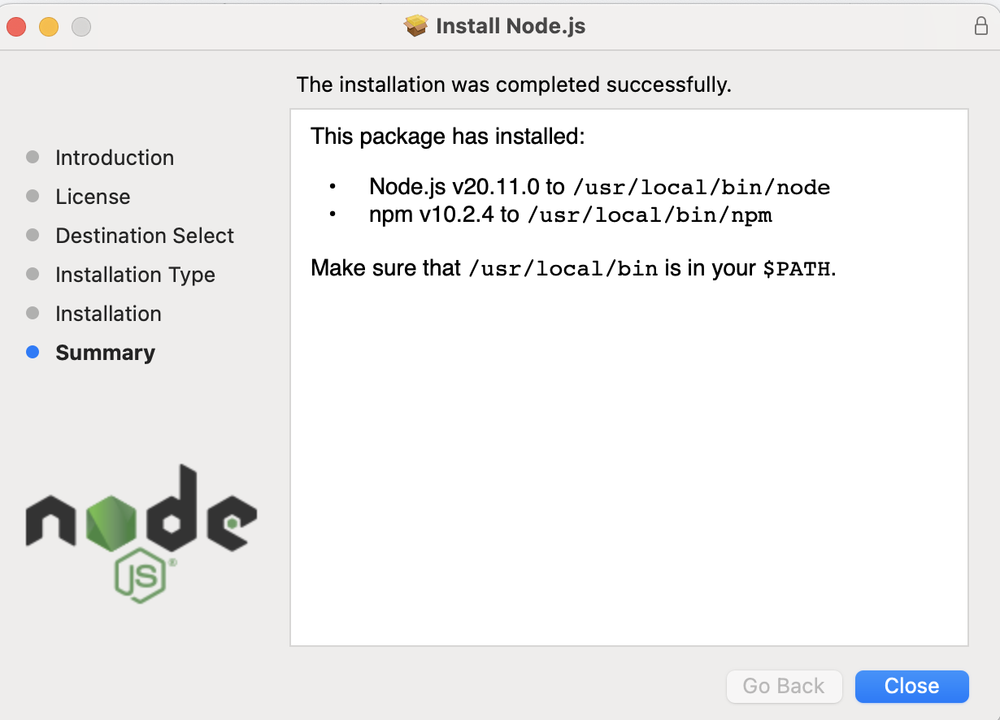 Install Node.js
The installation was completed successfully.
Introduction
License
Destination Select
Installation Type
Installation
Summary
This package has installed:
• Node.js v20.11.0 to /usr/local/bin/node
• npm v10.2.4 to /usr/local/bin/npm
Make sure that /usr/local/bin is in your $PATH.
node
JS®
Go Back
Close